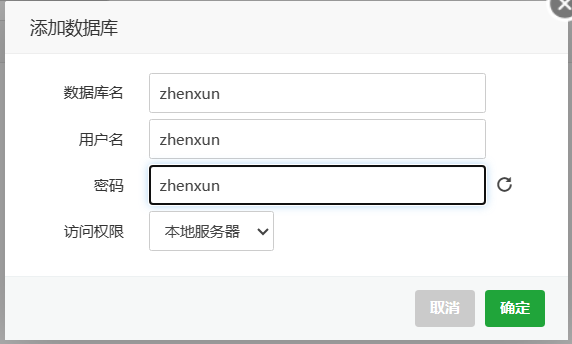 添加数据库
数据库名 zhenxun
用户名 zhenxun
密码 zhenxun
访问权限 本地服务器
取消 确定